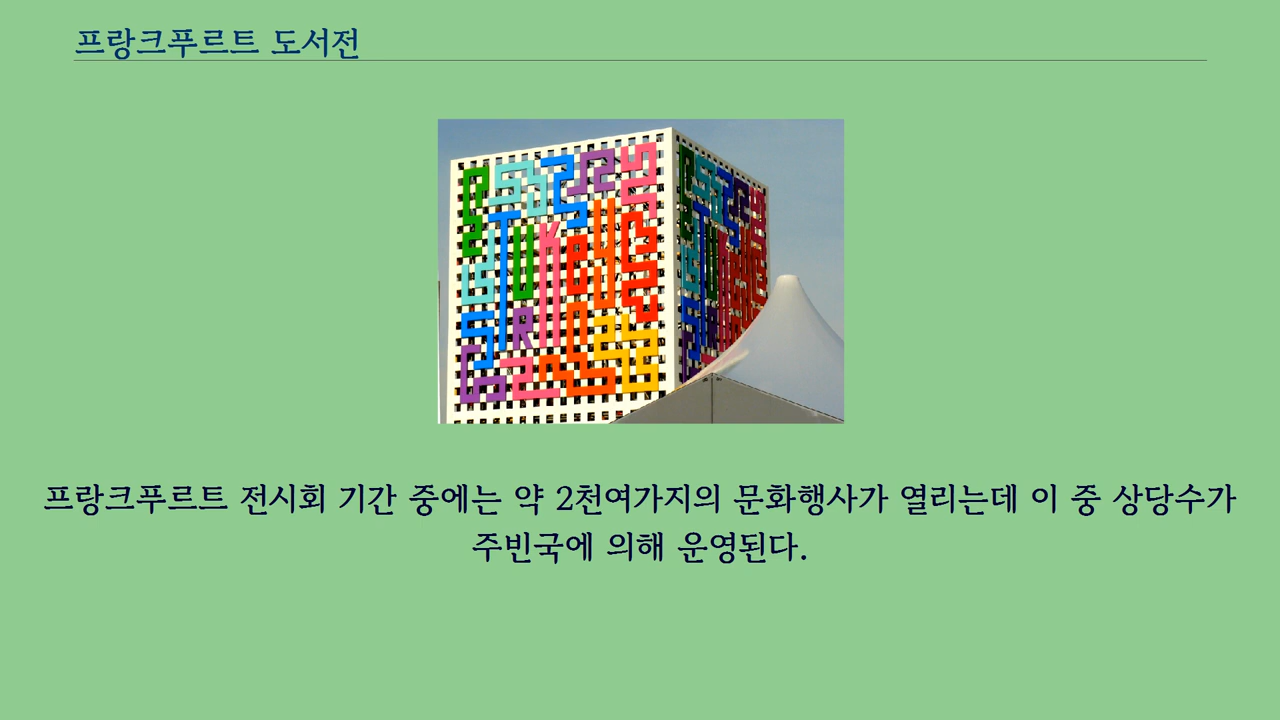 프랑크푸르트 도서전
프랑크푸르트 전시회 기간 중에는 약 2천여가지의 문화행사가 열리는데 이 중 상당수가
주빈국에 의해 운영된다.